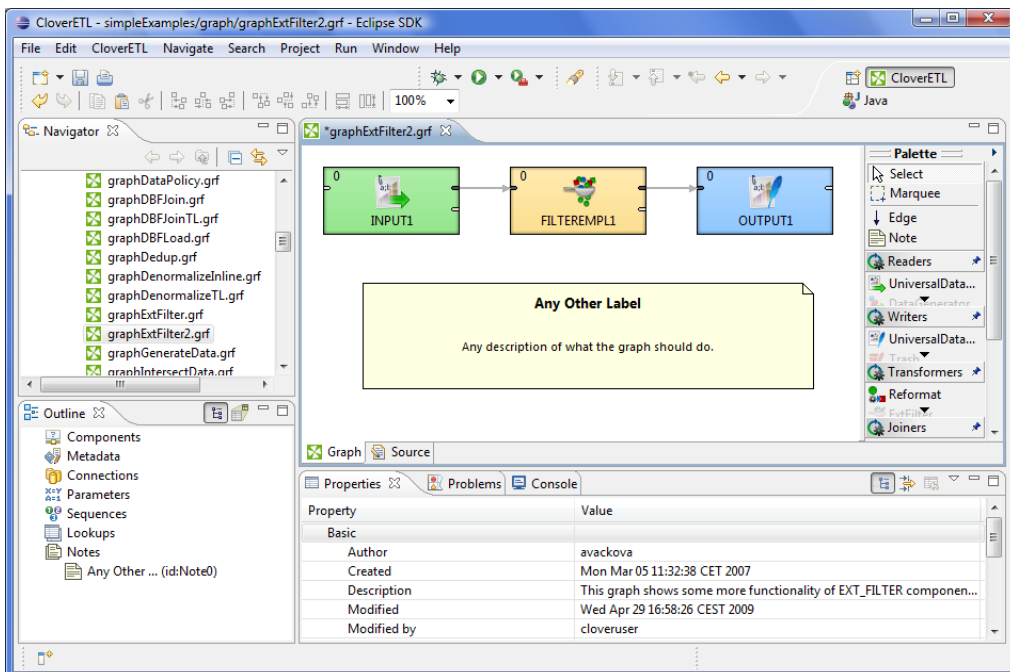 CloverETL - simpleExamples/graph/graphExtFilter2.grf - Eclipse SDK
File Edit CloverETL Navigate Search Project Run Window Help
CloverETL
100%
Java
Navigator
*graphExtFilter2.grf
graphDataPolicy.grf
graphDBFJoin.grf
graphDBFJoinTL.grf
graphDBFLoad.grf
graphDedup.grf
graphDenormalizeInline.grf
graphDenormalizeTL.grf
graphExtFilter.grf
graphExtFilter2.grf
graphGenerateData.grf
graphIntersectData.grf
0
INPUT1
0
FILTEREMPL1
0
OUTPUT1
Any Other Label
Any description of what the graph should do.
Palette
Select
Marquee
Edge
Note
Readers
UniversalData...
DataGenerator
Writers
UniversalData...
Trash
Transformers
Reformat
ExtFilter
Joiners
Graph Source
Outline
Components
Metadata
Connections
Parameters
Sequences
Lookups
Notes
Any Other ... (id:Note0)
Properties Problems Console
Property Value
Basic
Author avackova
Created Mon Mar 05 11:32:38 CET 2007
Description This graph shows some more functionality of EXT_FILTER componen...
Modified Wed Apr 29 16:58:26 CEST 2009
Modified by cloveruser